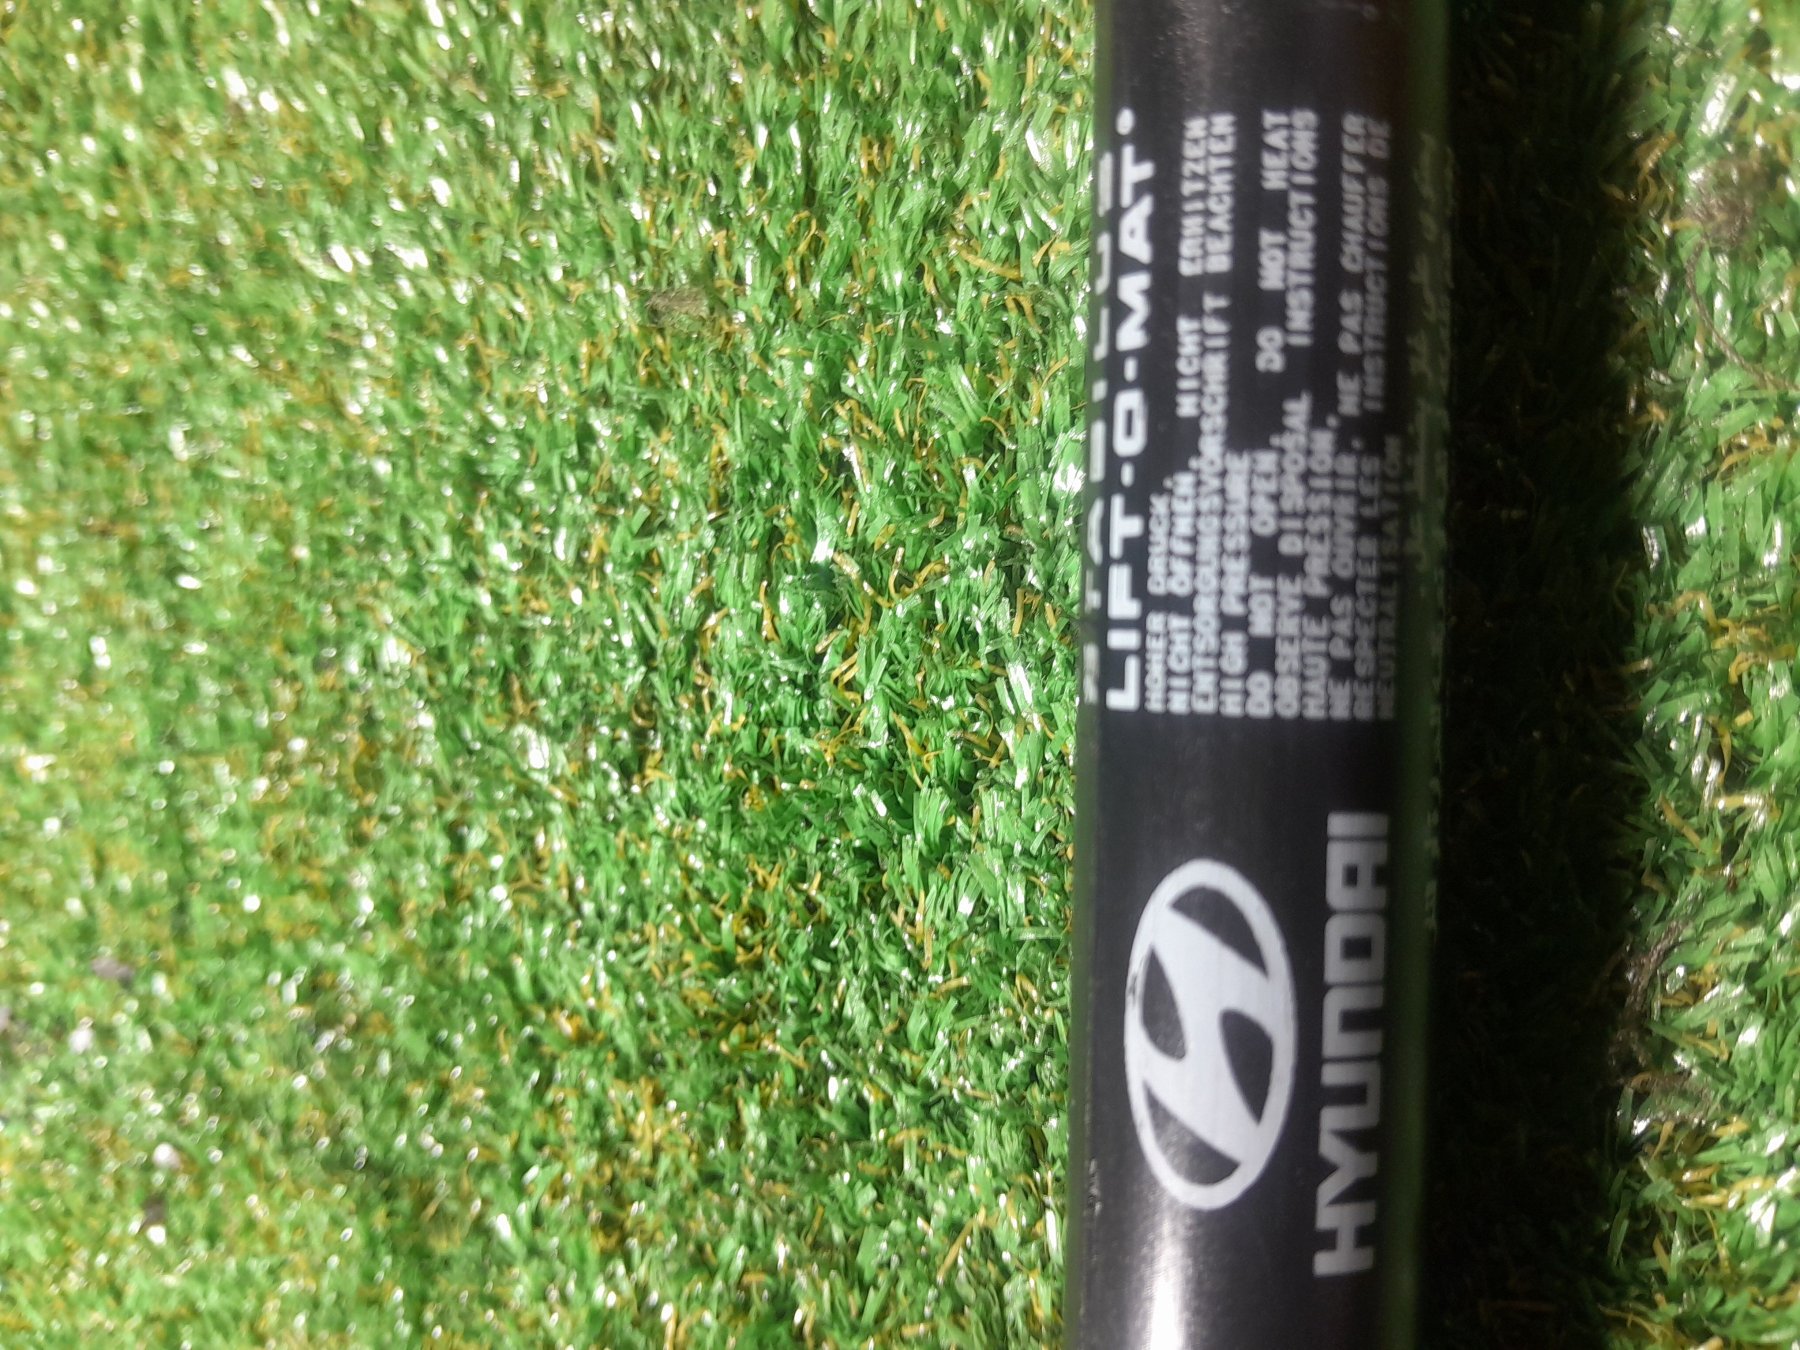 STABILUS
LIFT-O-MAT®
HOHER DRUCK.
NICHT ÖFFNEN, NICHT ERHITZEN
ENTSORGUNGSVORSCHRIFT BEACHTEN
HIGH PRESSURE
DO NOT OPEN, DO NOT HEAT
OBSERVE DISPOSAL INSTRUCTIONS
HAUTE PRESSION.
NE PAS OUVRIR, NE PAS CHAUFFER
RESPECTER LES INSTRUCTIONS DE
NEUTRALISATION
HYUNDAI